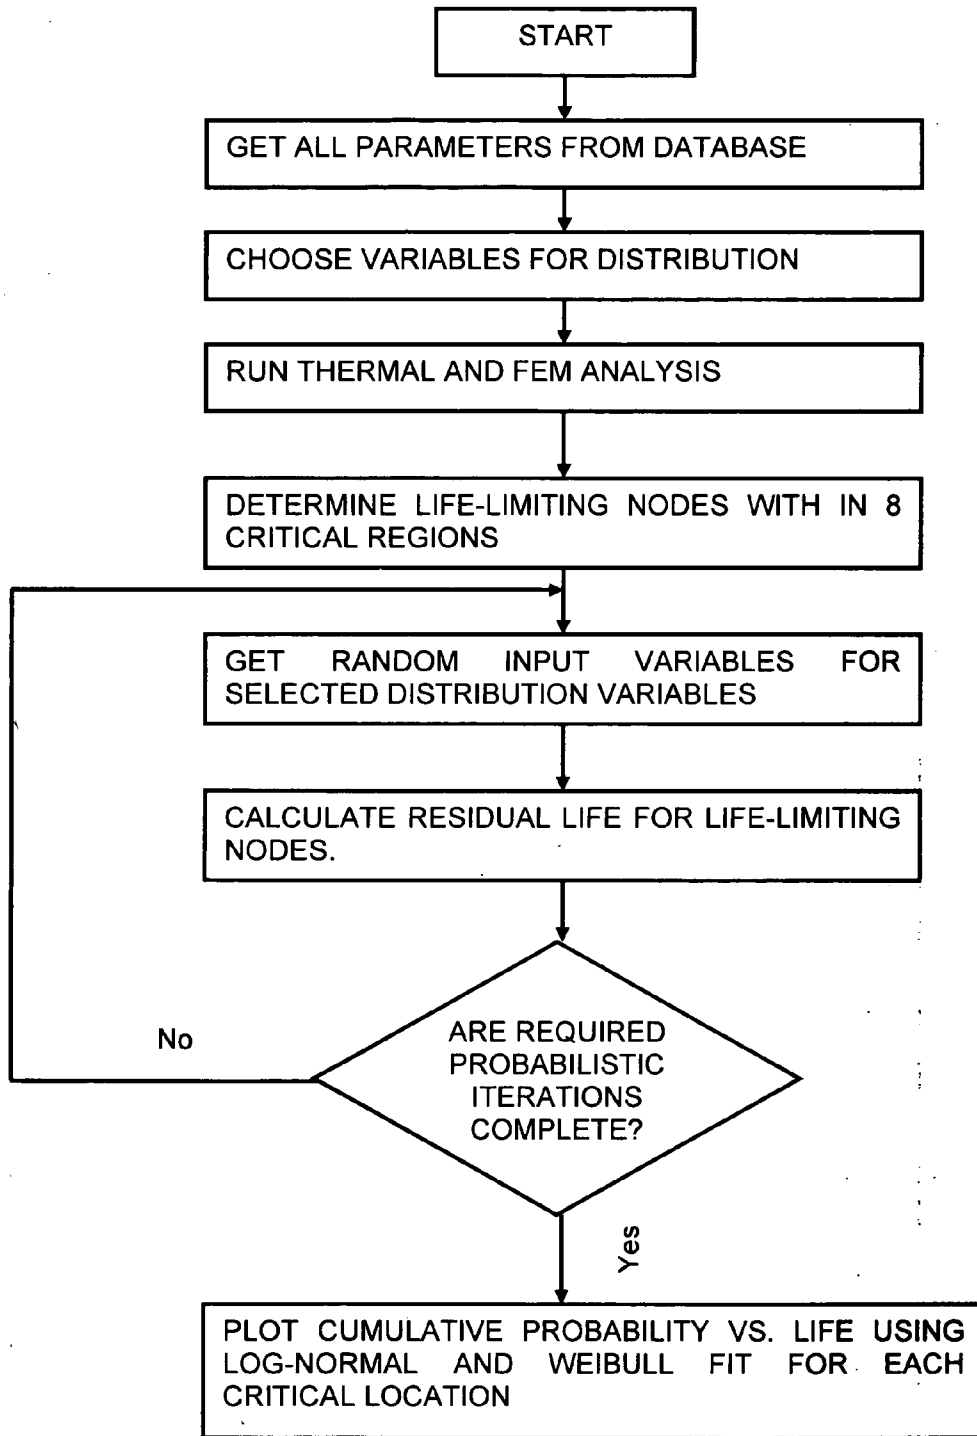 START
GET ALL PARAMETERS FROM DATABASE
CHOOSE VARIABLES FOR DISTRIBUTION
RUN THERMAL AND FEM ANALYSIS
DETERMINE LIFE-LIMITING NODES WITH IN 8
CRITICAL REGIONS
GET RANDOM INPUT VARIABLES FOR
SELECTED DISTRIBUTION VARIABLES
CALCULATE RESIDUAL LIFE FOR LIFE-LIMITING
NODES.
No
ARE REQUIRED
PROBABILISTIC
ITERATIONS
COMPLETE?
Yes
PLOT CUMULATIVE PROBABILITY VS. LIFE USING
LOG-NORMAL AND WEIBULL FIT FOR EACH
CRITICAL LOCATION